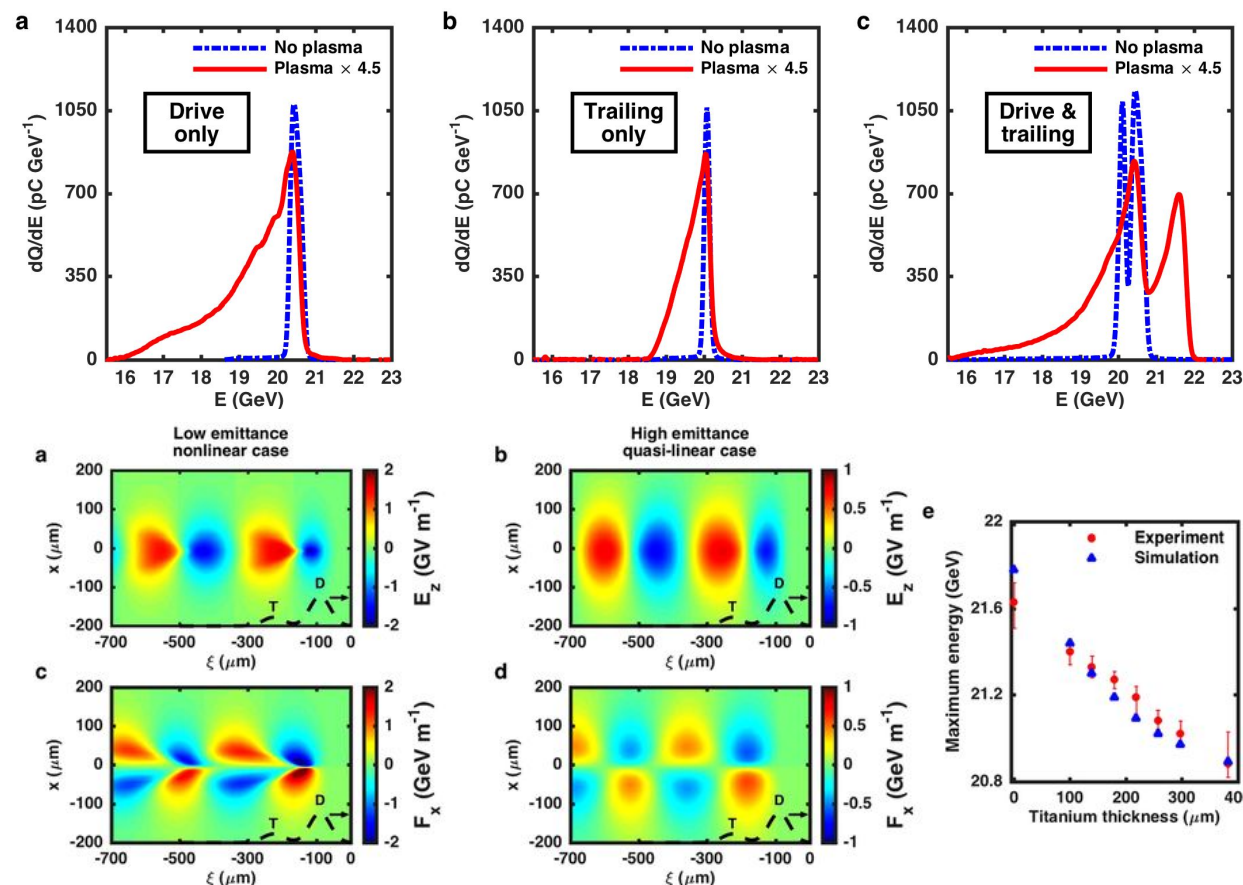 a
1400
1050
700
350
0
dQ/dE (pC GeV⁻¹)
No plasma
Plasma × 4.5
Drive
only
16 17 18 19 20 21 22 23
E (GeV)
b
1400
1050
700
350
0
dQ/dE (pC GeV⁻¹)
No plasma
Plasma × 4.5
Trailing
only
16 17 18 19 20 21 22 23
E (GeV)
c
1400
1050
700
350
0
dQ/dE (pC GeV⁻¹)
No plasma
Plasma × 4.5
Drive &
trailing
16 17 18 19 20 21 22 23
E (GeV)
a
Low emittance
nonlinear case
200
100
0
-100
-200
x (μm)
T
D
-700 -500 -300 -100 0
ξ (μm)
2
1
0
-1
-2
E_z (GV m⁻¹)
b
High emittance
quasi-linear case
200
100
0
-100
-200
x (μm)
T
D
-700 -500 -300 -100 0
ξ (μm)
1
0.5
0
-0.5
-1
E_z (GV m⁻¹)
c
200
100
0
-100
-200
x (μm)
T
D
-700 -500 -300 -100 0
ξ (μm)
2
1
0
-1
-2
F_x (GeV m⁻¹)
d
200
100
0
-100
-200
x (μm)
T
D
-700 -500 -300 -100 0
ξ (μm)
1
0.5
0
-0.5
-1
F_x (GeV m⁻¹)
e
22
21.6
21.2
20.8
Maximum energy (GeV)
Experiment
Simulation
0 100 200 300 40
Titanium thickness (μm)